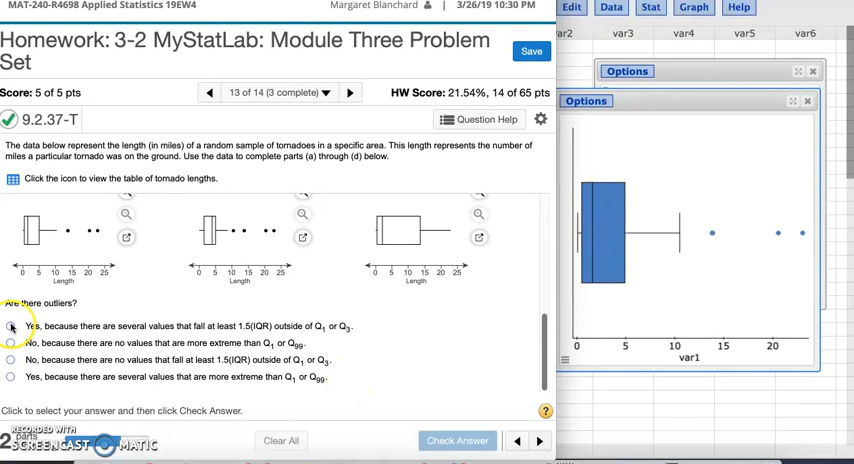 MAT-240-R4698 Applied Statistics 19EW4
Margaret Blanchard | 3/26/19 10:30 PM
Homework: 3-2 MyStatLab: Module Three Problem
Set
Save
Score: 5 of 5 pts
13 of 14 (3 complete)
HW Score: 21.54%, 14 of 65 pts
9.2.37-T
Question Help
The data below represent the length (in miles) of a random sample of tornadoes in a specific area. This length represents the number of
miles a particular tornado was on the ground. Use the data to complete parts (a) through (d) below.
Click the icon to view the table of tornado lengths.
0 5 10 15 20 25
Length
0 5 10 15 20 25
Length
0 5 10 15 20 25
Length
Are there outliers?
Yes, because there are several values that fall at least 1.5(IQR) outside of Q1 or Q3.
No, because there are no values that are more extreme than Q1 or Q99.
No, because there are no values that fall at least 1.5(IQR) outside of Q1 or Q3.
Yes, because there are several values that are more extreme than Q1 or Q99.
Click to select your answer and then click Check Answer.
?
2 parts
RECORDED WITH
SCREENCAST MATIC
Clear All
Check Answer
Edit Data Stat Graph Help
var2 var3 var4 var5 var6
Options
Options
0 5 10 15 20
var1